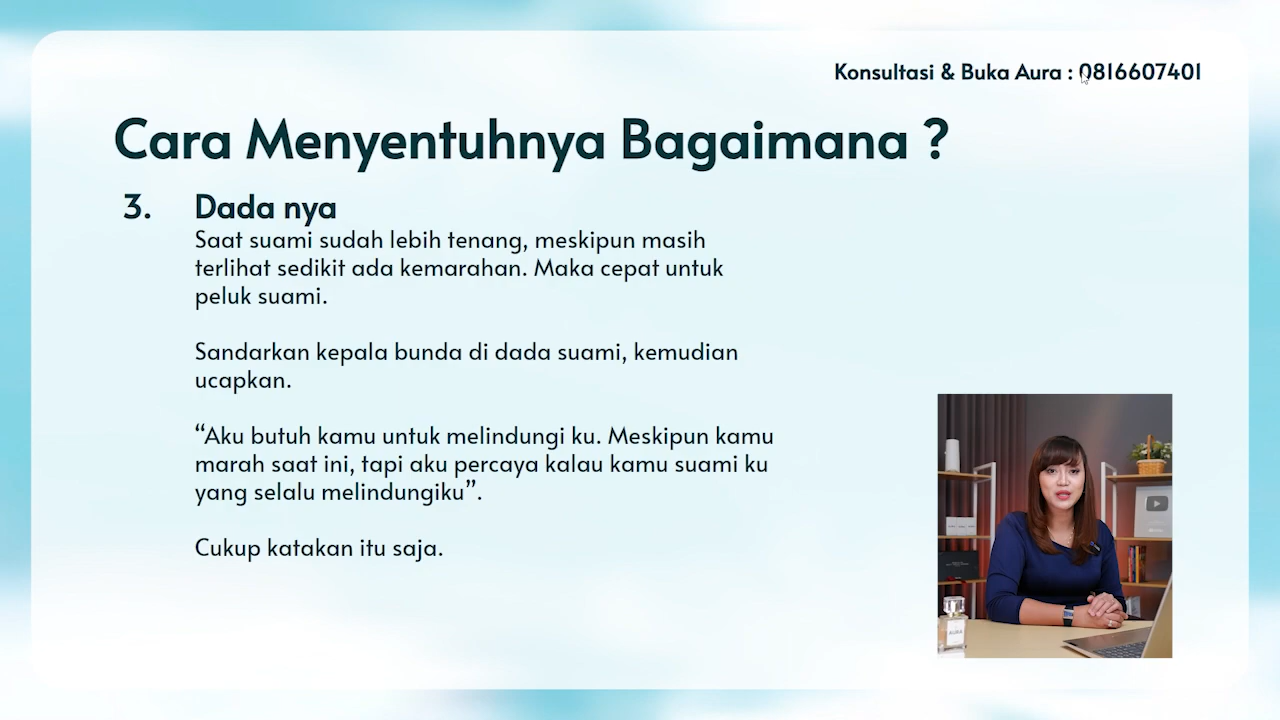 Konsultasi & Buka Aura : 0816607401
Cara Menyentuhnya Bagaimana ?
3. Dada nya
Saat suami sudah lebih tenang, meskipun masih
terlihat sedikit ada kemarahan. Maka cepat untuk
peluk suami.
Sandarkan kepala bunda di dada suami, kemudian
ucapkan.
“Aku butuh kamu untuk melindungi ku. Meskipun kamu
marah saat ini, tapi aku percaya kalau kamu suami ku
yang selalu melindungiku”.
Cukup katakan itu saja.
AURA